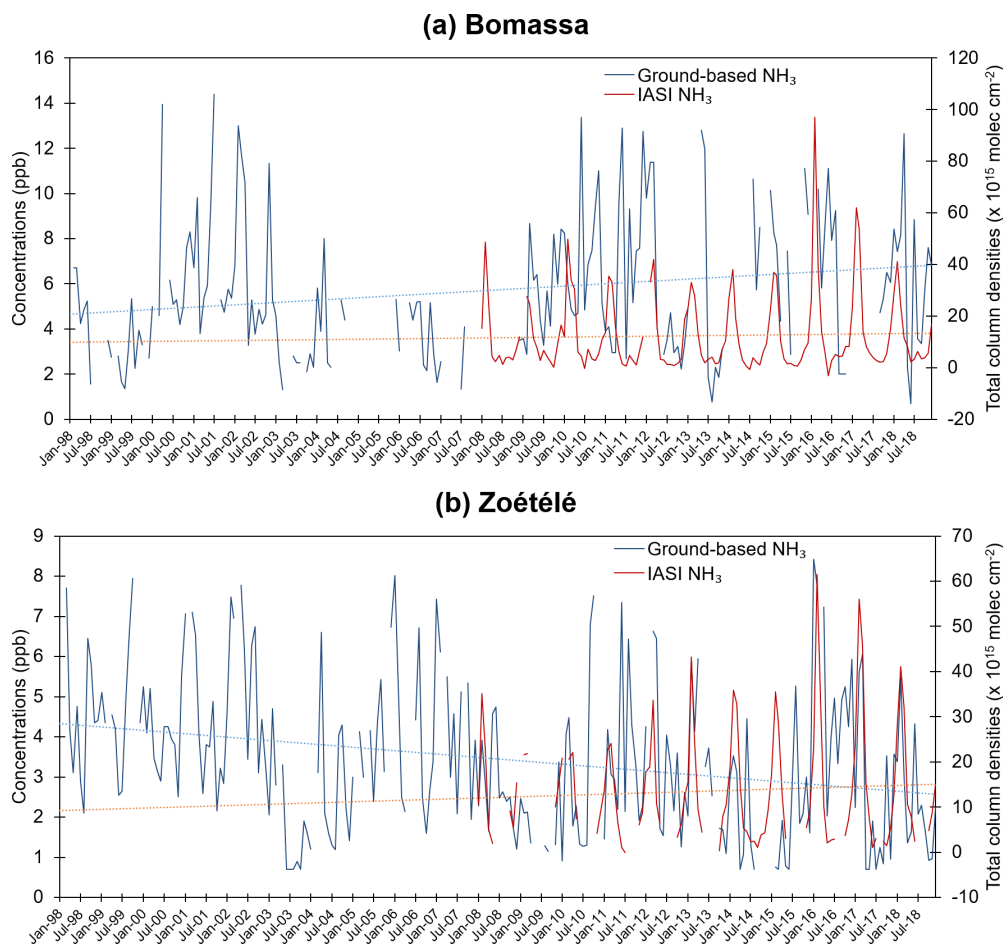 (a) Bomassa
Concentrations (ppb)
16
14
12
10
8
6
4
2
0
Ground-based NH₃
IASI NH₃
120
100
80
60
40
20
0
-20
Total column densities (x 10¹⁵ molec cm⁻²)
Jan-98
Jul-98
Jan-99
Jul-99
Jan-00
Jul-00
Jan-01
Jul-01
Jan-02
Jul-02
Jan-03
Jul-03
Jan-04
Jul-04
Jan-05
Jul-05
Jan-06
Jul-06
Jan-07
Jul-07
Jan-08
Jul-08
Jan-09
Jul-09
Jan-10
Jul-10
Jan-11
Jul-11
Jan-12
Jul-12
Jan-13
Jul-13
Jan-14
Jul-14
Jan-15
Jul-15
Jan-16
Jul-16
Jan-17
Jul-17
Jan-18
Jul-18
(b) Zoétélé
Concentrations (ppb)
9
8
7
6
5
4
3
2
1
0
Ground-based NH₃
IASI NH₃
70
60
50
40
30
20
10
0
-10
Total column densities (x 10¹⁵ molec cm⁻²)
Jan-98
Jul-98
Jan-99
Jul-99
Jan-00
Jul-00
Jan-01
Jul-01
Jan-02
Jul-02
Jan-03
Jul-03
Jan-04
Jul-04
Jan-05
Jul-05
Jan-06
Jul-06
Jan-07
Jul-07
Jan-08
Jul-08
Jan-09
Jul-09
Jan-10
Jul-10
Jan-11
Jul-11
Jan-12
Jul-12
Jan-13
Jul-13
Jan-14
Jul-14
Jan-15
Jul-15
Jan-16
Jul-16
Jan-17
Jul-17
Jan-18
Jul-18